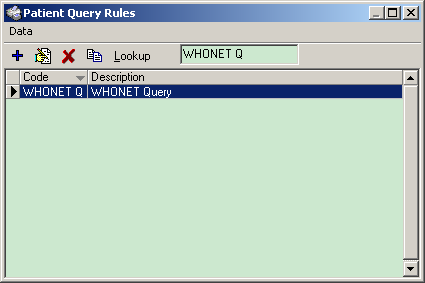 Patient Query Rules
Data
Lookup WHONET Q
Code Description
WHONET Q WHONET Query